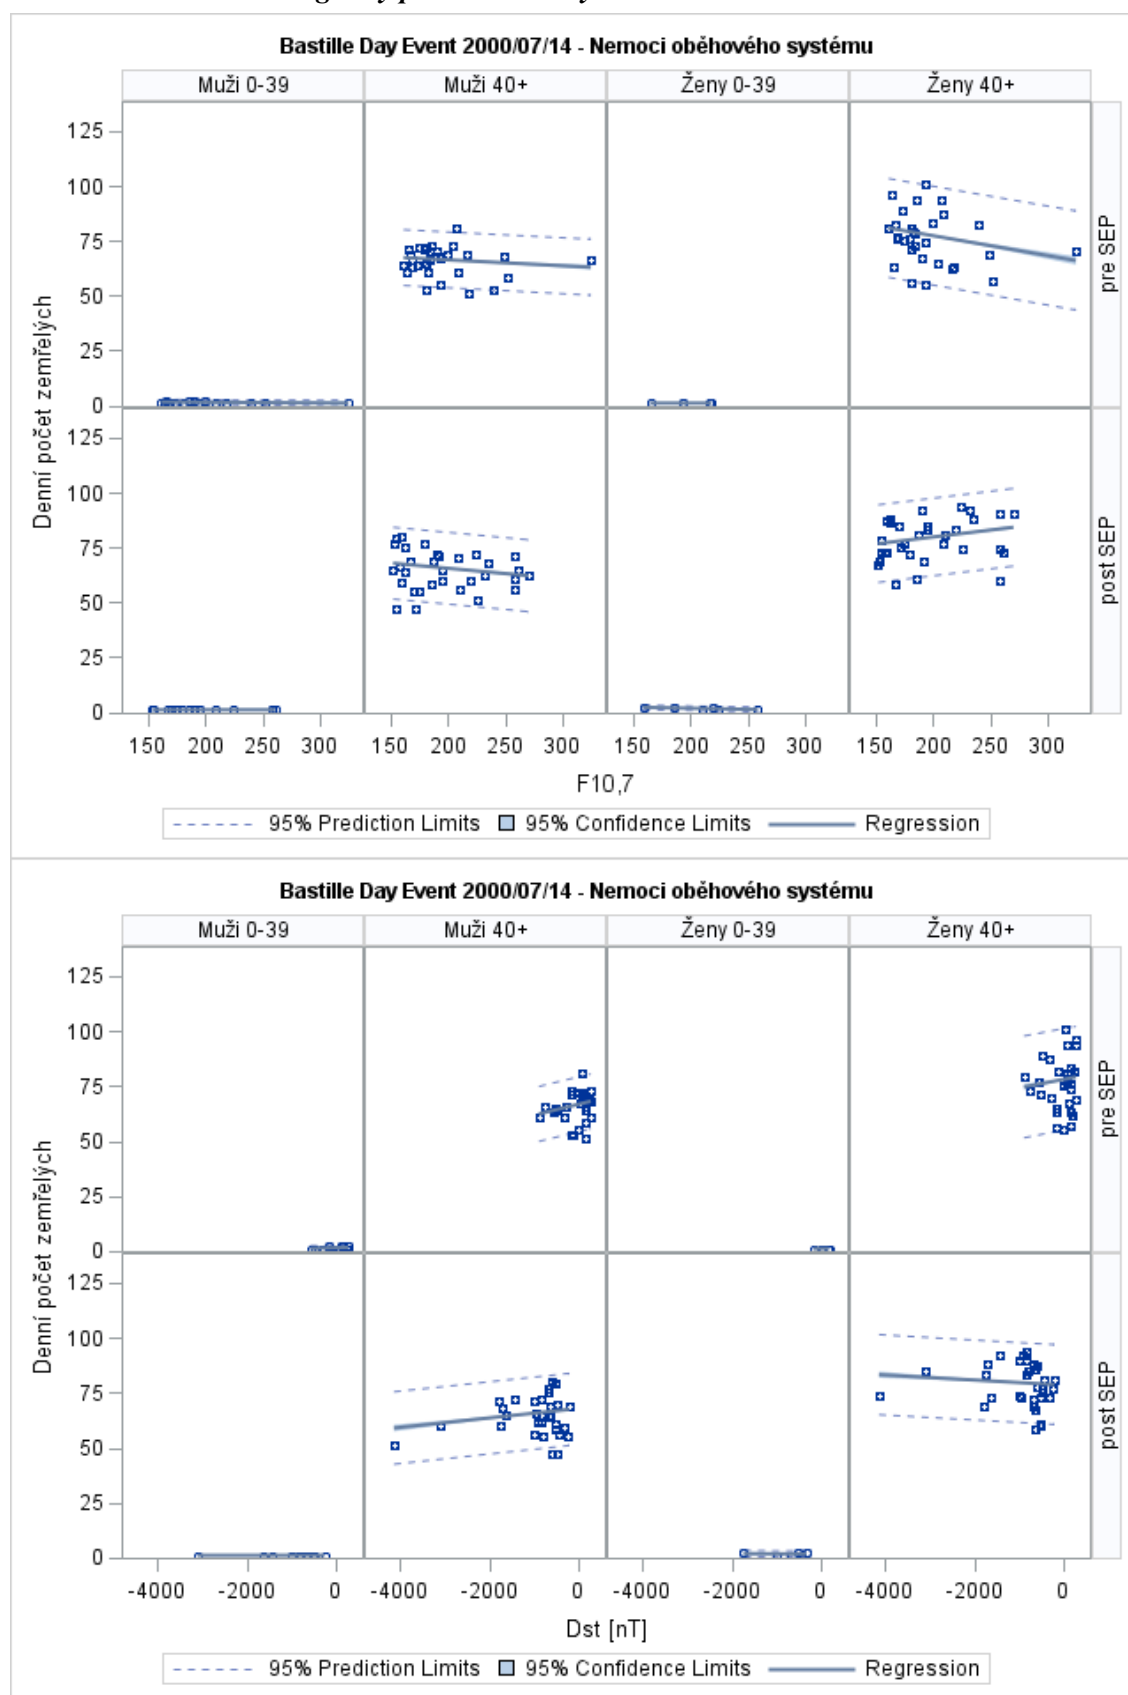 Bastille Day Event 2000/07/14 - Nemoci oběhového systému
Muži 0-39 Muži 40+ Ženy 0-39 Ženy 40+
125
100
75
50
25
0
pre SEP
125
100
75
50
25
0
post SEP
Denní počet zemřelých
150 200 250 300 150 200 250 300 150 200 250 300 150 200 250 300
F10,7
95% Prediction Limits 95% Confidence Limits Regression
Bastille Day Event 2000/07/14 - Nemoci oběhového systému
Muži 0-39 Muži 40+ Ženy 0-39 Ženy 40+
125
100
75
50
25
0
pre SEP
125
100
75
50
25
0
post SEP
Denní počet zemřelých
-4000 -2000 0 -4000 -2000 0 -4000 -2000 0 -4000 -2000 0
Dst [nT]
95% Prediction Limits 95% Confidence Limits Regression